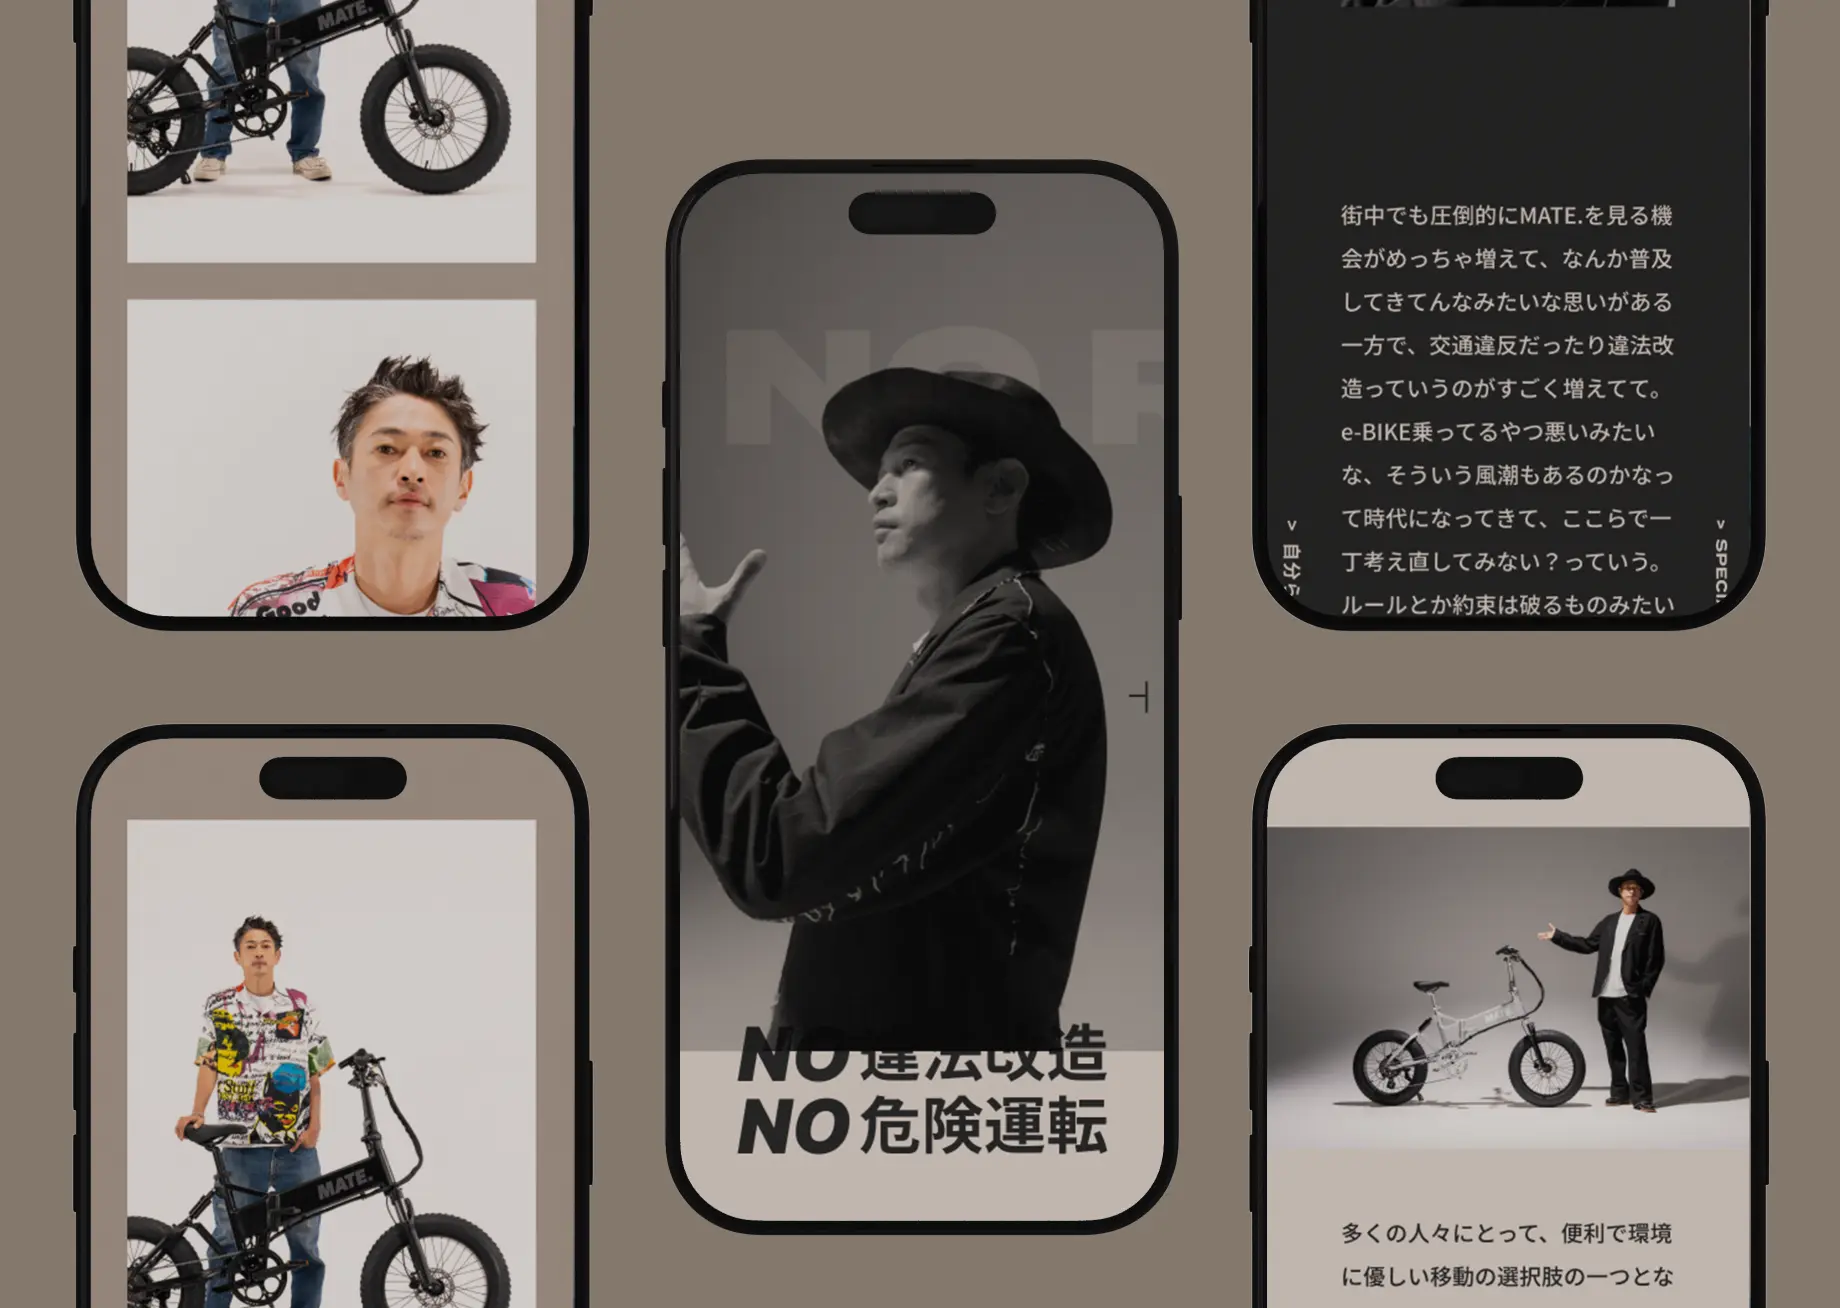 MATE.
Good
NO R
NO 違法改造
NO 危険運転
街中でも圧倒的にMATE.を見る機
会がめっちゃ増えて、なんか普及
してきてんなみたいな思いがある
一方で、交通違反だったり違法改
造っていうのがすごく増えてて。
e-BIKE乗ってるやつ悪いみたい
な、そういう風潮もあるのかなっ
て時代になってきて、ここらで一
丁考え直してみない？っていう。
ルールとか約束は破るものみたい
< 自分ら
< SPECI
MATE.
MATE.
多くの人々にとって、便利で環境
に優しい移動の選択肢の一つとな